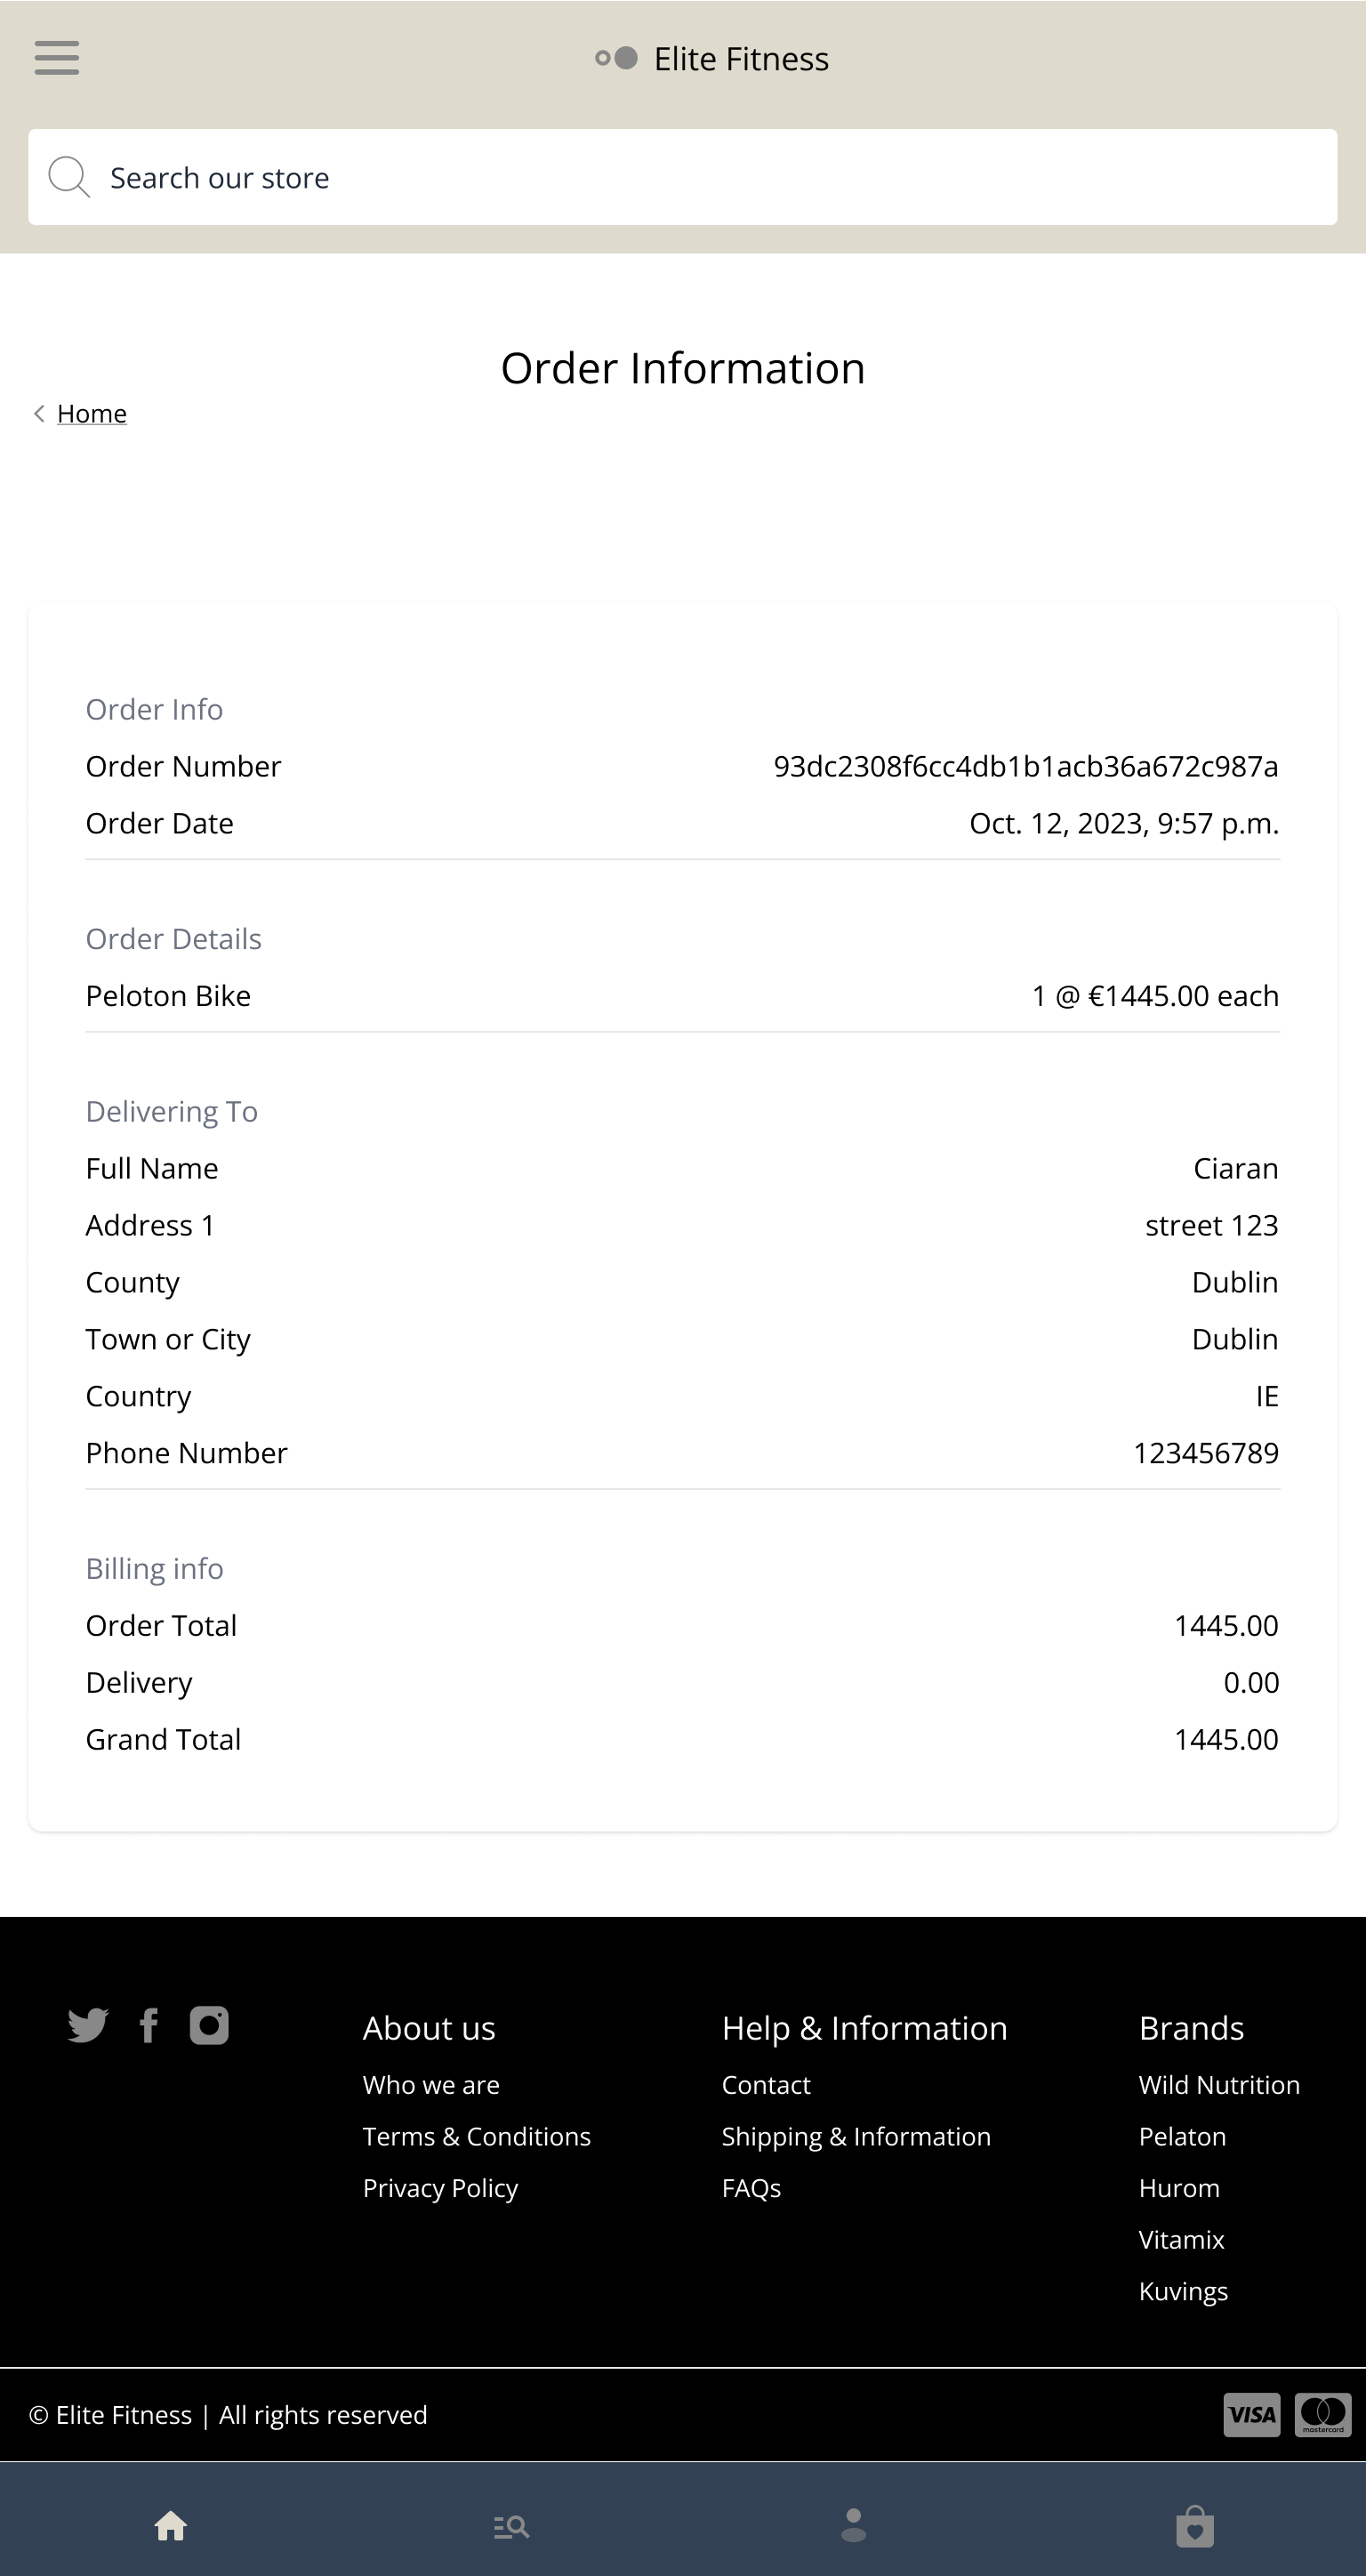 Elite Fitness
Search our store
Order Information
Home
Order Info
Order Number 93dc2308f6cc4db1b1acb36a672c987a
Order Date Oct. 12, 2023, 9:57 p.m.
Order Details
Peloton Bike 1 @ €1445.00 each
Delivering To
Full Name Ciaran
Address 1 street 123
County Dublin
Town or City Dublin
Country IE
Phone Number 123456789
Billing info
Order Total 1445.00
Delivery 0.00
Grand Total 1445.00
About us
Who we are
Terms & Conditions
Privacy Policy
Help & Information
Contact
Shipping & Information
FAQs
Brands
Wild Nutrition
Pelaton
Hurom
Vitamix
Kuvings
© Elite Fitness | All rights reserved
VISA
mastercard